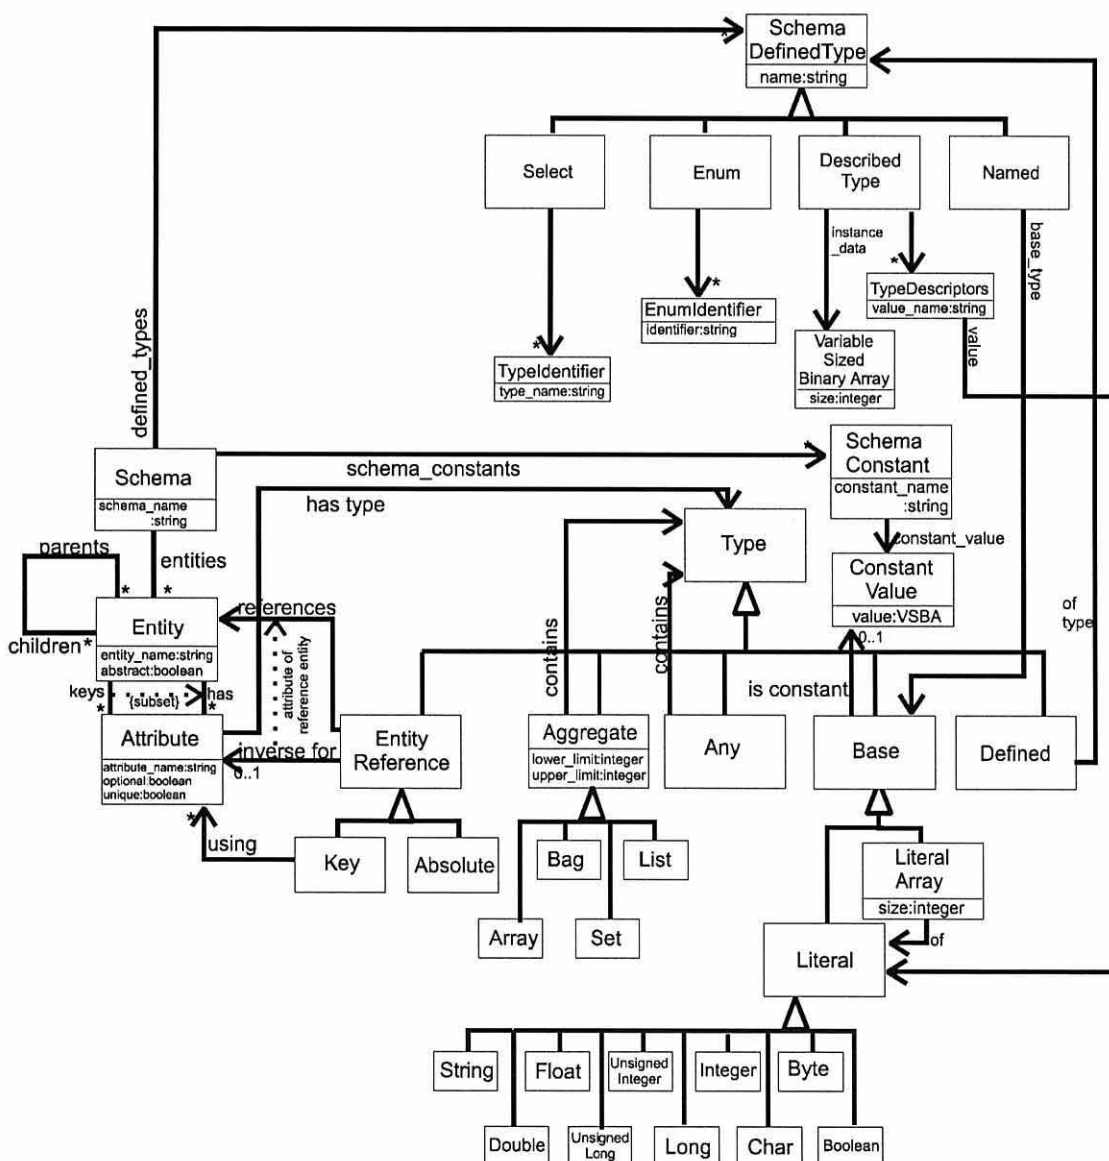 Schema
DefinedType
name:string
*
Select
Enum
Described
Type
Named
instance
_data
base_type
*
*
*
EnumIdentifier
identifier:string
TypeDescriptors
value_name:string
TypeIdentifier
type_name:string
Variable
Sized
Binary Array
size:integer
value
defined_types
Schema
schema_name
:string
schema_constants
*
Schema
Constant
constant_name
:string
has type
Type
constant_value
Constant
Value
value:VSBA
0..1
parents
entities
*
*
children*
Entity
entity_name:string
abstract:boolean
references
attribute of
reference entity
contains
contains
of
type
keys
{subset}
has
*
*
is constant
Attribute
attribute_name:string
optional:boolean
unique:boolean
inverse for
0..1
Entity
Reference
Aggregate
lower_limit:integer
upper_limit:integer
Any
Base
Defined
*
using
Key
Absolute
Bag
List
Array
Set
Literal
Array
size:integer
of
Literal
String
Float
Unsigned
Integer
Integer
Byte
Double
Unsigned
Long
Long
Char
Boolean